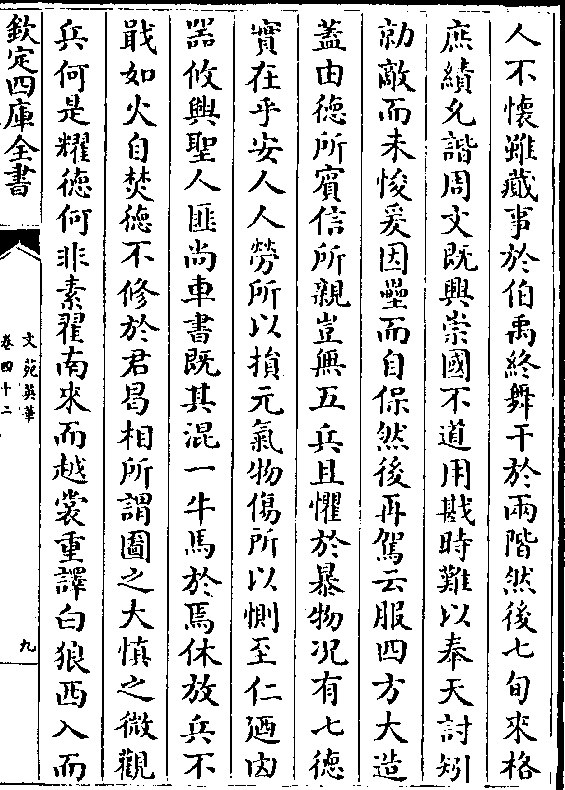 人不懷雖蕆事於伯禹終舞干於兩階然後七旬來格
庶績允諧周文既興崇國不道用戡時難以奉天討矧
勍敵而未悛爰因壘而自保然後再駕云服四方大造
蓋由德所賓信所親豈無五兵且懼於暴物况有七德
實在乎安人人勞所以損元氣物傷所以惻至仁廼由
器攸興聖人匪尚車書既其混一牛馬於焉休放兵不
戢如火自焚德不修於君曷相所謂圖之大慎之微觀
兵何是耀德何非素翟南來而越裳重譯白狼西入而
欽定四庫全書
文苑英華
卷四十二
九